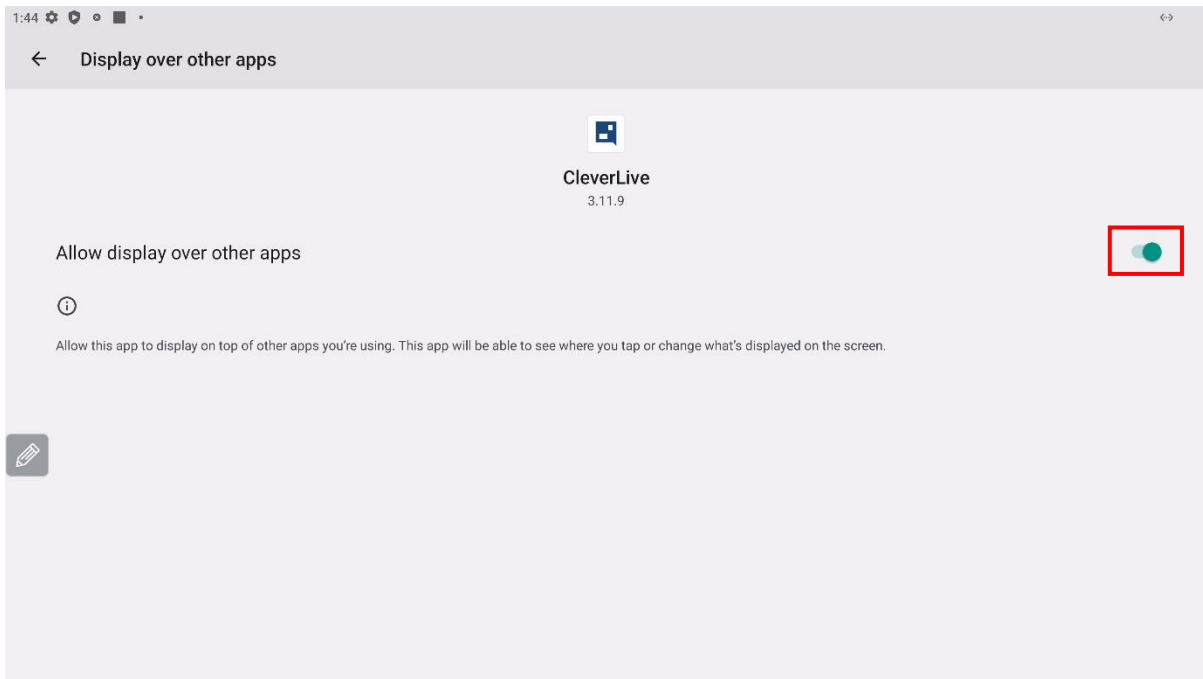 1:44
Display over other apps
CleverLive
3.11.9
Allow display over other apps
Allow this app to display on top of other apps you're using. This app will be able to see where you tap or change what's displayed on the screen.